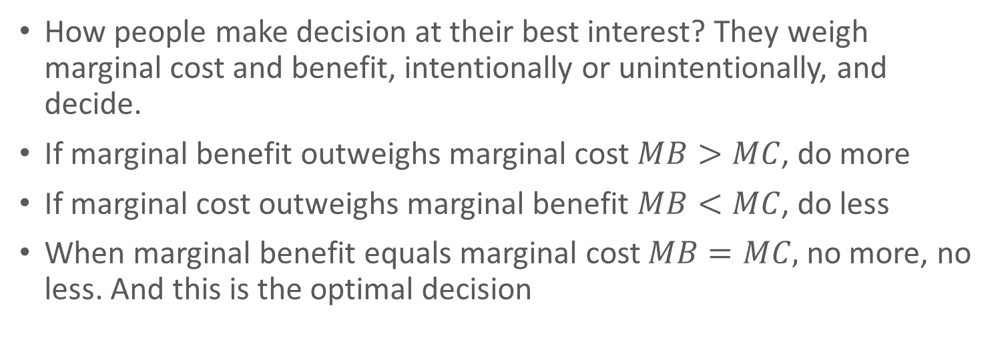 • How people make decision at their best interest? They weigh
marginal cost and benefit, intentionally or unintentionally, and
decide.
• If marginal benefit outweighs marginal cost MB > MC, do more
• If marginal cost outweighs marginal benefit MB < MC, do less
• When marginal benefit equals marginal cost MB = MC, no more, no
less. And this is the optimal decision